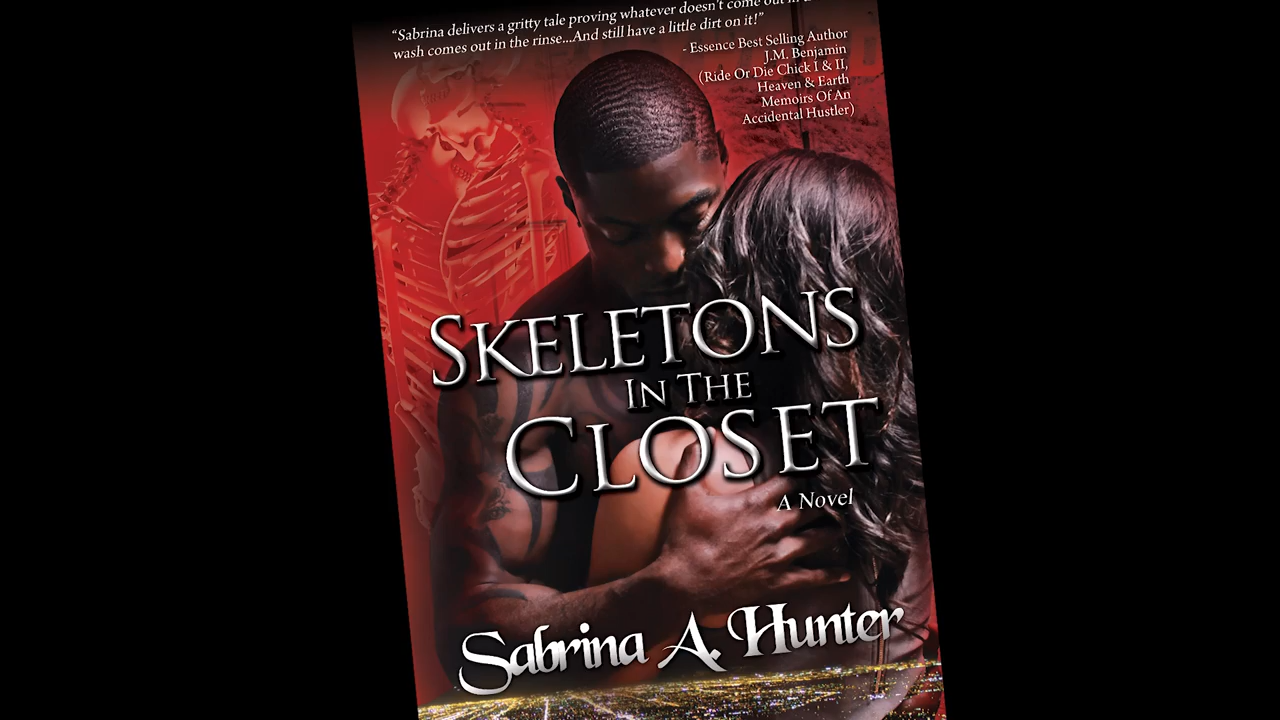 “Sabrina delivers a gritty tale proving whatever doesn't come out in
wash comes out in the rinse...And still have a little dirt on it!”
- Essence Best Selling Author
J.M. Benjamin
(Ride Or Die Chick I & II,
Heaven & Earth
Memoirs Of An
Accidental Hustler)
SKELETONS
IN THE
CLOSET
A Novel
Sabrina A. Hunter